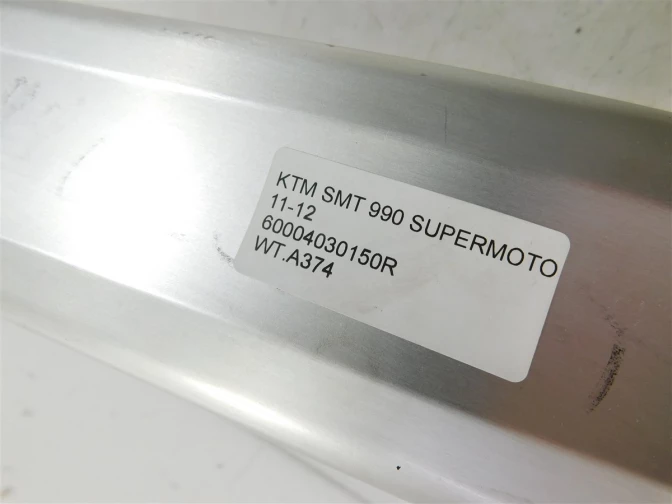 KTM SMT 990 SUPERMOTO
11-12
60004030150R
WT.A374